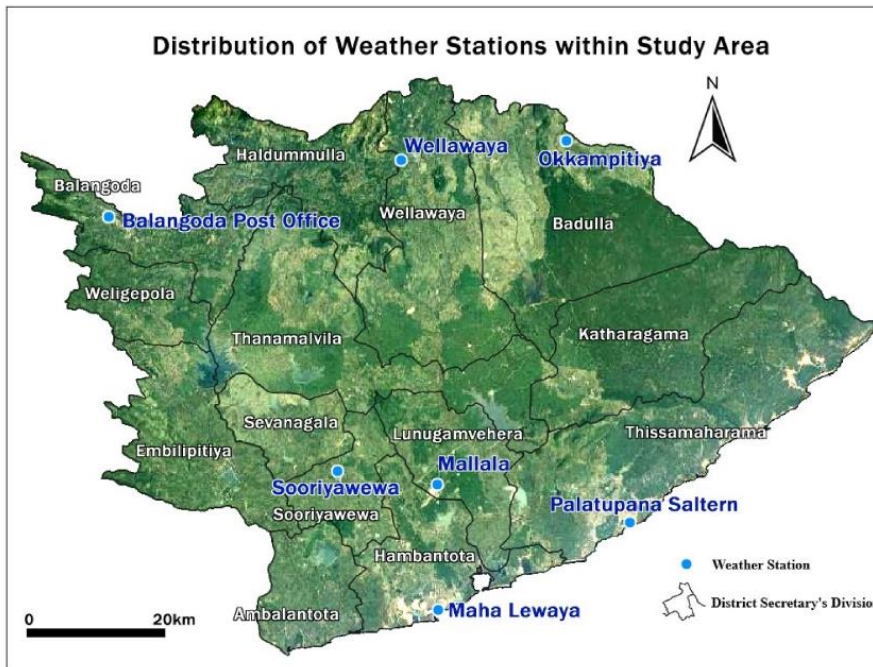 Distribution of Weather Stations within Study Area
N
Wellawaya
Okkampitiya
Haldummulla
Balangoda
Wellawaya
Balangoda Post Office
Badulla
Weligepola
Thanamalvila
Katharagama
Sevanagala
Lunugamvehera
Thissamaharama
Embilipitiya
Mallala
Sooriyawewa
Palatupana Saltern
Sooriyawewa
Hambantota
Weather Station
0 20km
Ambalantota
Maha Lewaya
District Secretary's Division